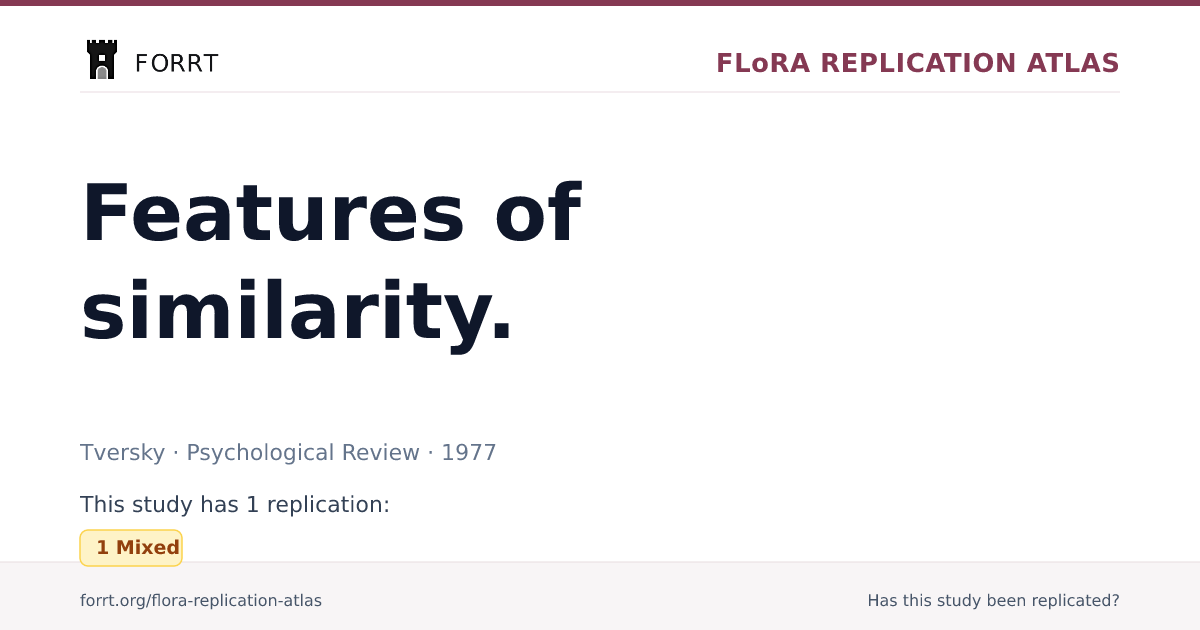 FORRT
FLoRA REPLICATION ATLAS
Features of
similarity.
Tversky · Psychological Review · 1977
This study has 1 replication:
1 Mixed
forrt.org/flora-replication-atlas
Has this study been replicated?